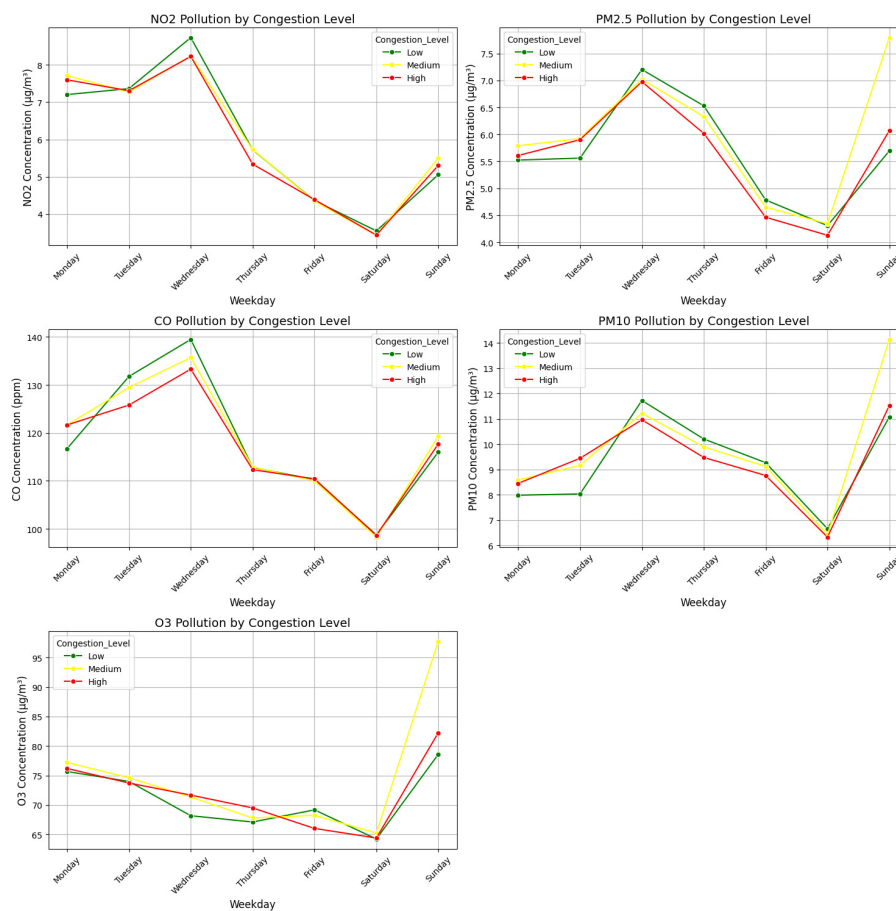 NO2 Pollution by Congestion Level
NO2 Concentration (µg/m³)
8
7
6
5
4
Congestion_Level
Low
Medium
High
Monday
Tuesday
Wednesday
Thursday
Friday
Saturday
Sunday
Weekday
PM2.5 Pollution by Congestion Level
PM2.5 Concentration (µg/m³)
7.5
7.0
6.5
6.0
5.5
5.0
4.5
4.0
Congestion_Level
Low
Medium
High
Monday
Tuesday
Wednesday
Thursday
Friday
Saturday
Sunday
Weekday
CO Pollution by Congestion Level
CO Concentration (ppm)
140
130
120
110
100
Congestion_Level
Low
Medium
High
Monday
Tuesday
Wednesday
Thursday
Friday
Saturday
Sunday
Weekday
PM10 Pollution by Congestion Level
PM10 Concentration (µg/m³)
14
13
12
11
10
9
8
7
6
Congestion_Level
Low
Medium
High
Monday
Tuesday
Wednesday
Thursday
Friday
Saturday
Sunday
Weekday
O3 Pollution by Congestion Level
O3 Concentration (µg/m³)
95
90
85
80
75
70
65
Congestion_Level
Low
Medium
High
Monday
Tuesday
Wednesday
Thursday
Friday
Saturday
Sunday
Weekday